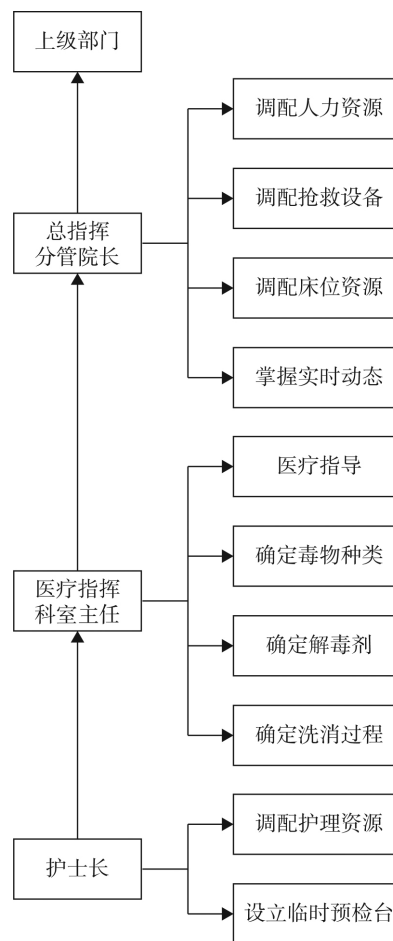 上级部门
调配人力资源
调配抢救设备
总指挥
分管院长
调配床位资源
掌握实时动态
医疗指导
确定毒物种类
医疗指挥
科室主任
确定解毒剂
确定洗消过程
调配护理资源
护士长
设立临时预检台